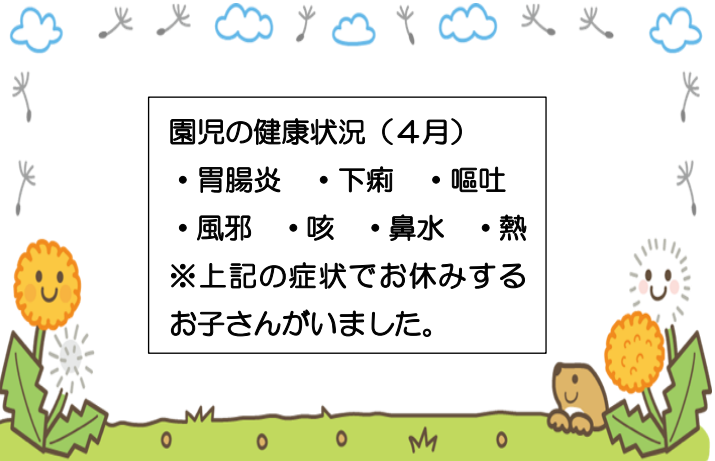 園児の健康状況（４月）
・胃腸炎　・下痢　・嘔吐
・風邪　・咳　・鼻水　・熱
※上記の症状でお休みする
お子さんがいました。